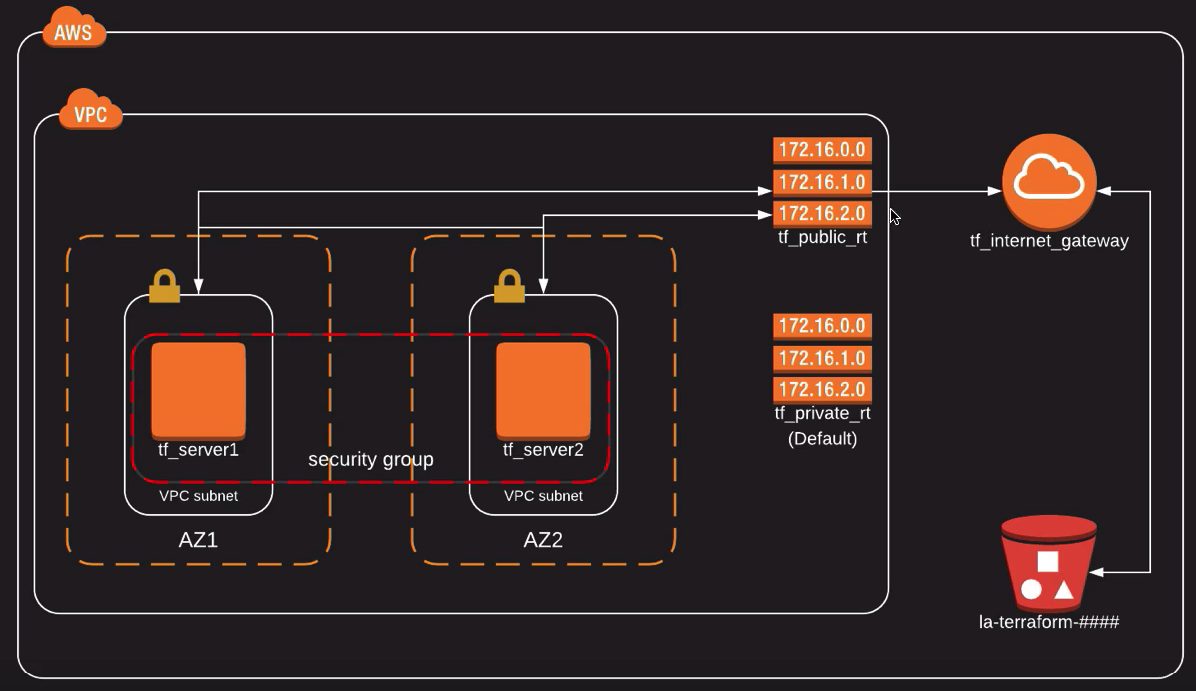 AWS
VPC
172.16.0.0
172.16.1.0
172.16.2.0
tf_public_rt
tf_internet_gateway
172.16.0.0
172.16.1.0
172.16.2.0
tf_private_rt
(Default)
tf_server1
tf_server2
security group
VPC subnet
VPC subnet
AZ1
AZ2
la-terraform-####